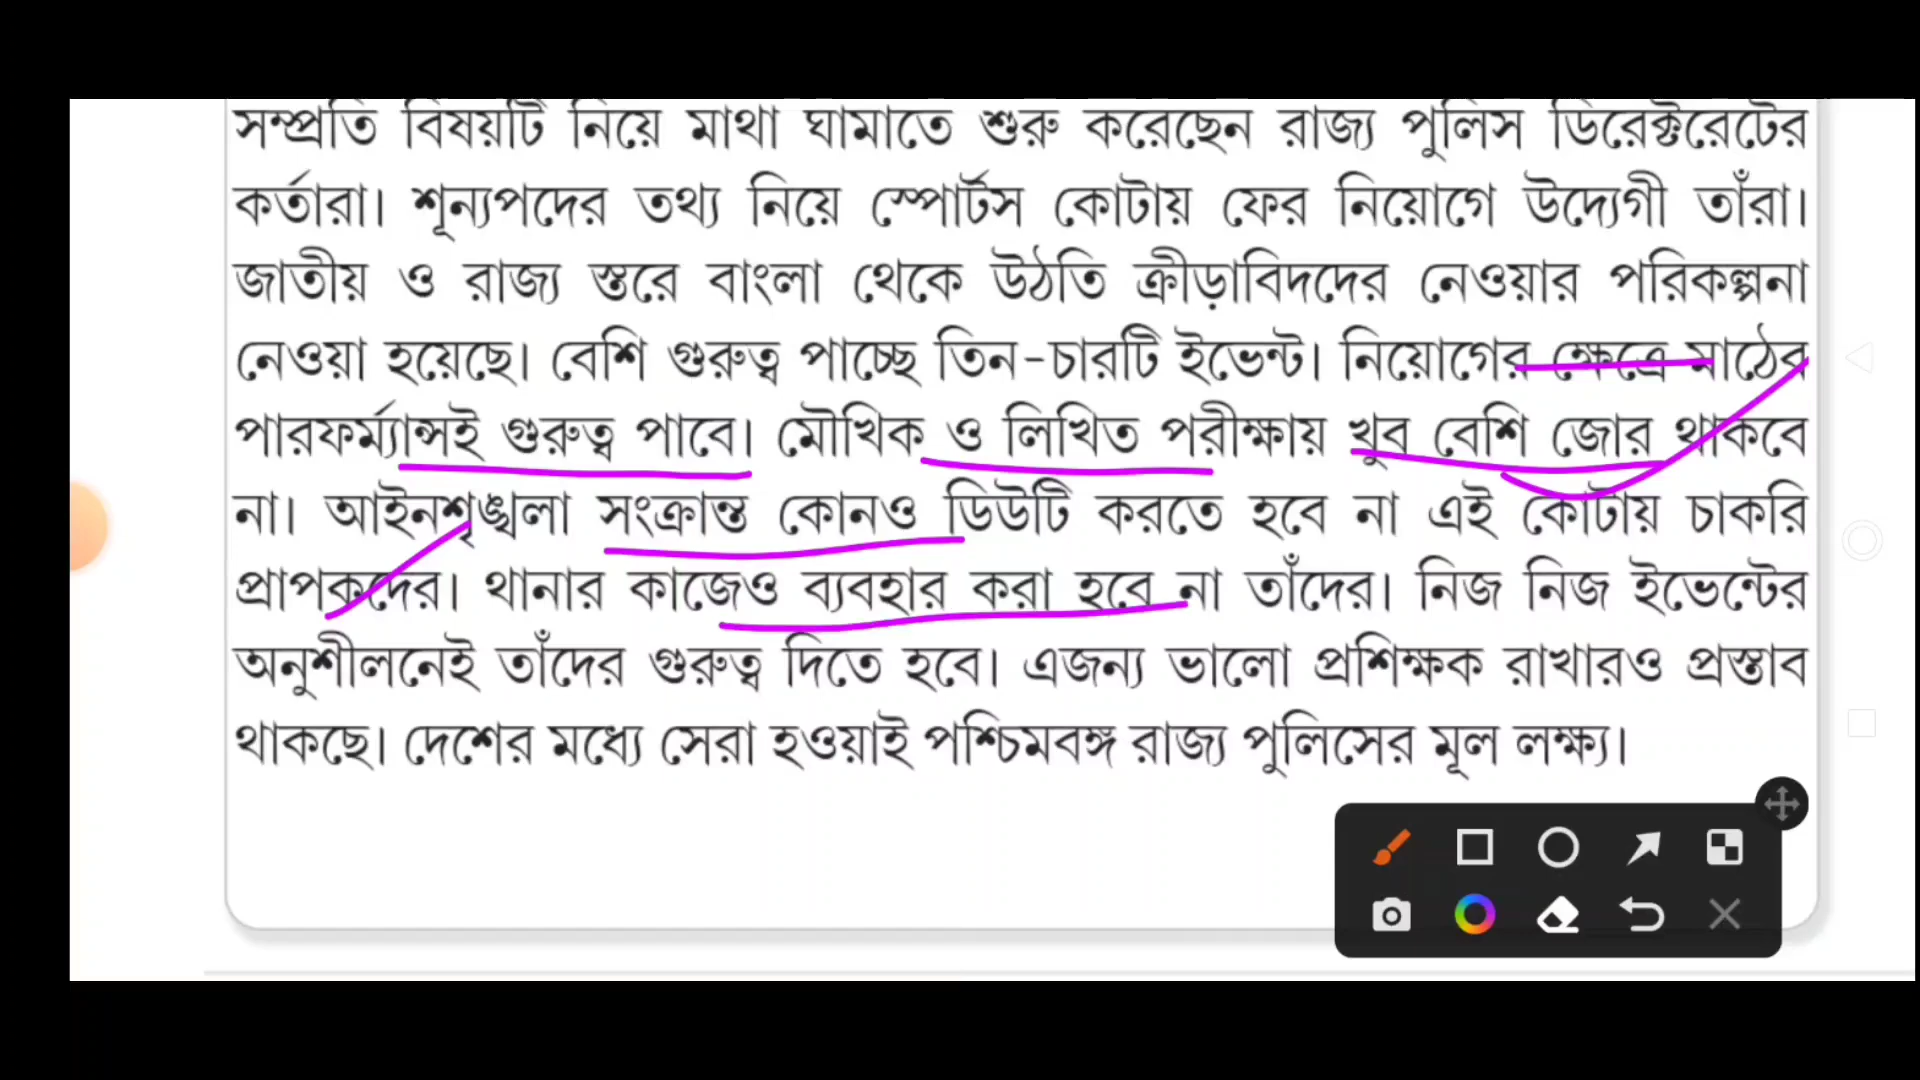 সম্প্রতি বিষয়টি নিয়ে মাথা ঘামাতে শুরু করেছেন রাজ্য পুলিস ডিরেক্টরেটের
কর্তারা। শূন্যপদের তথ্য নিয়ে স্পোর্টস কোটায় ফের নিয়োগে উদ্যোগী তাঁরা।
জাতীয় ও রাজ্য স্তরে বাংলা থেকে উঠতি ক্রীড়াবিদদের নেওয়ার পরিকল্পনা
নেওয়া হয়েছে। বেশি গুরুত্ব পাচ্ছে তিন-চারটি ইভেন্ট। নিয়োগের ক্ষেত্রে মাঠের
পারফর্ম্যান্সই গুরুত্ব পাবে। মৌখিক ও লিখিত পরীক্ষায় খুব বেশি জোর থাকবে
না। আইনশৃঙ্খলা সংক্রান্ত কোনও ডিউটি করতে হবে না এই কোটায় চাকরি
প্রাপকদের। থানার কাজেও ব্যবহার করা হবে না তাঁদের। নিজ নিজ ইভেন্টের
অনুশীলনেই তাঁদের গুরুত্ব দিতে হবে। এজন্য ভালো প্রশিক্ষক রাখারও প্রস্তাব
থাকছে। দেশের মধ্যে সেরা হওয়াই পশ্চিমবঙ্গ রাজ্য পুলিসের মূল লক্ষ্য।